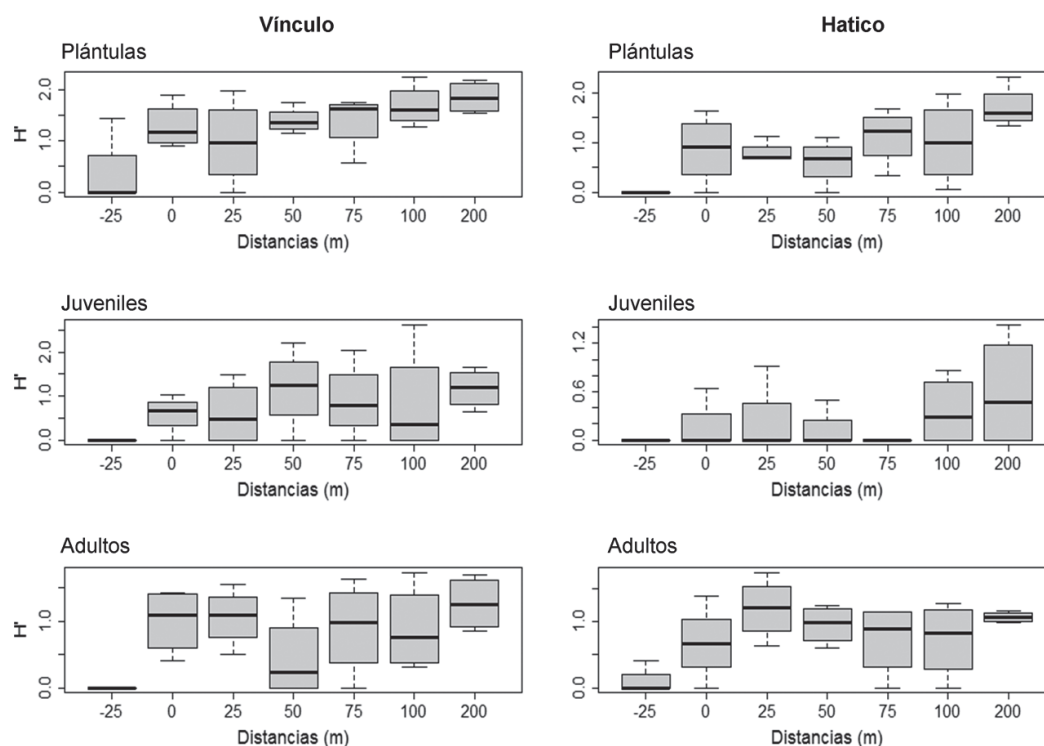 Vínculo
Hatico
Plántulas
Plántulas
H'
0.0 1.0 2.0
0.0 1.0 2.0
-25 0 25 50 75 100 200
-25 0 25 50 75 100 200
Distancias (m)
Distancias (m)
Juveniles
Juveniles
H'
0.0 1.0 2.0
0.0 0.6 1.2
-25 0 25 50 75 100 200
-25 0 25 50 75 100 200
Distancias (m)
Distancias (m)
Adultos
Adultos
H'
0.0 1.0
0.0 1.0
-25 0 25 50 75 100 200
-25 0 25 50 75 100 200
Distancias (m)
Distancias (m)